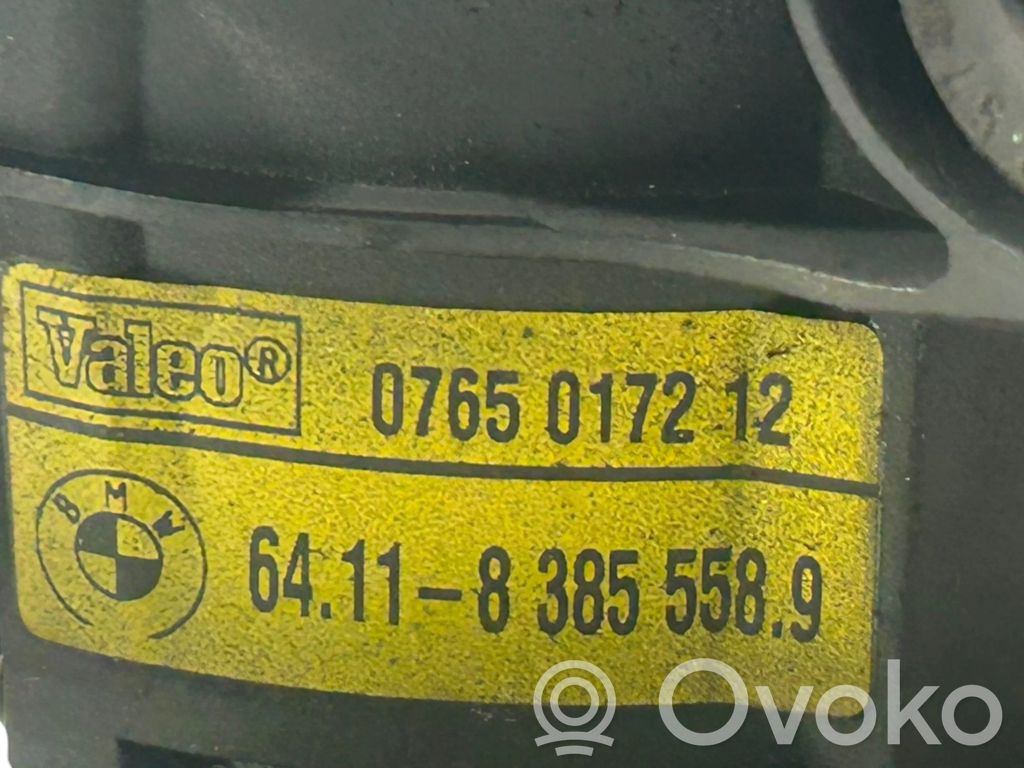 Valeo® 0765 0172 12
BMW 64.11-8 385 558.9
Ovoko